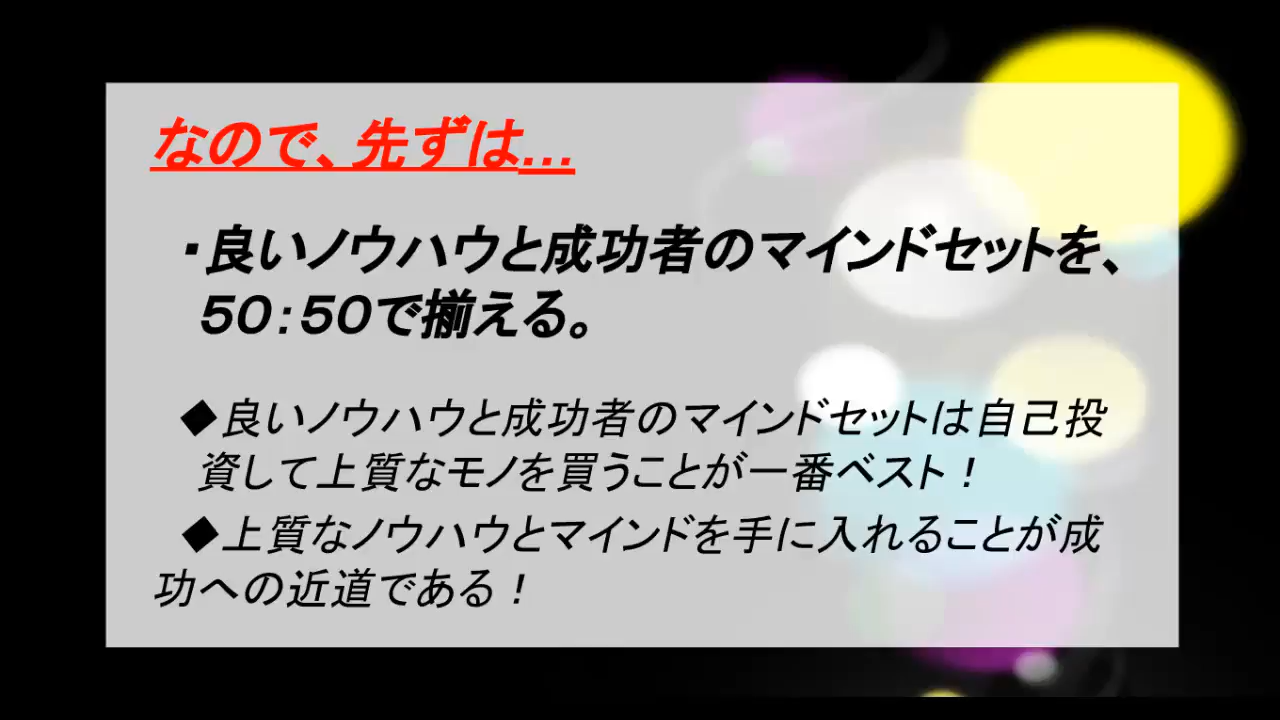 なので、先ずは…
・良いノウハウと成功者のマインドセットを、
５０：５０で揃える。
◆良いノウハウと成功者のマインドセットは自己投
資して上質なモノを買うことが一番ベスト！
◆上質なノウハウとマインドを手に入れることが成
功への近道である！